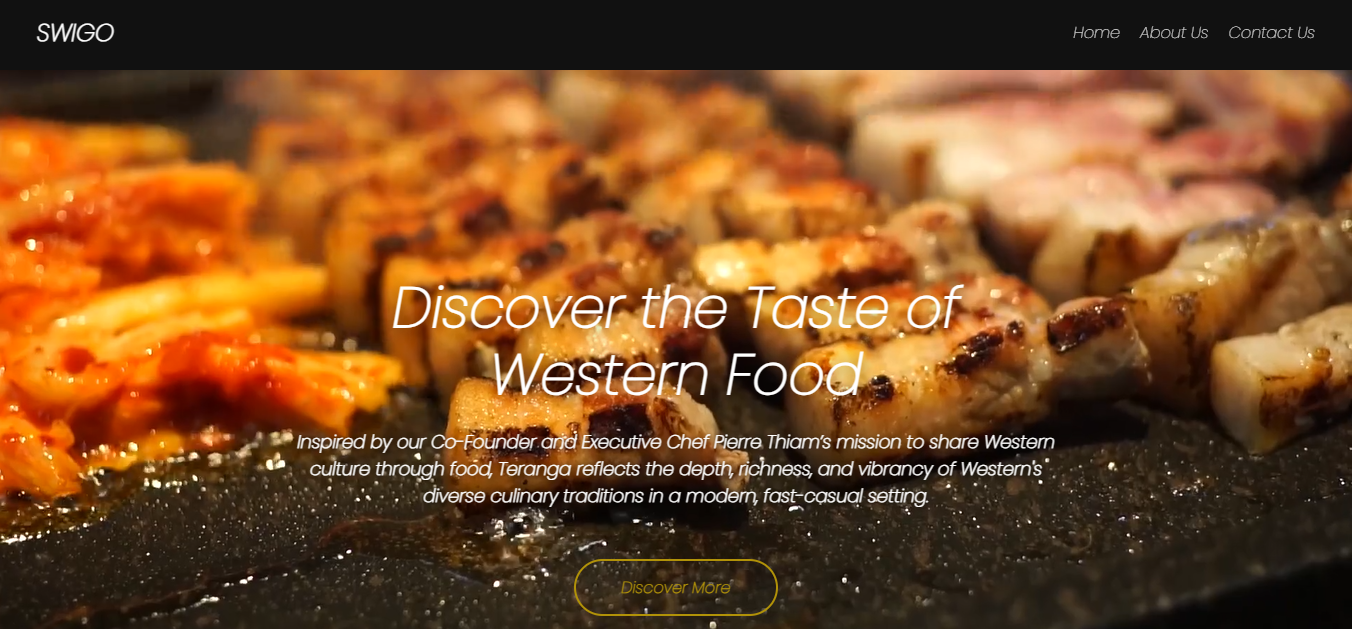 SWIGO
Home About Us Contact Us
Discover the Taste of
Western Food
Inspired by our Co-Founder and Executive Chef Pierre Thiam’s mission to share Western
culture through food, Teranga reflects the depth, richness, and vibrancy of Western's
diverse culinary traditions in a modern, fast-casual setting.
Discover More